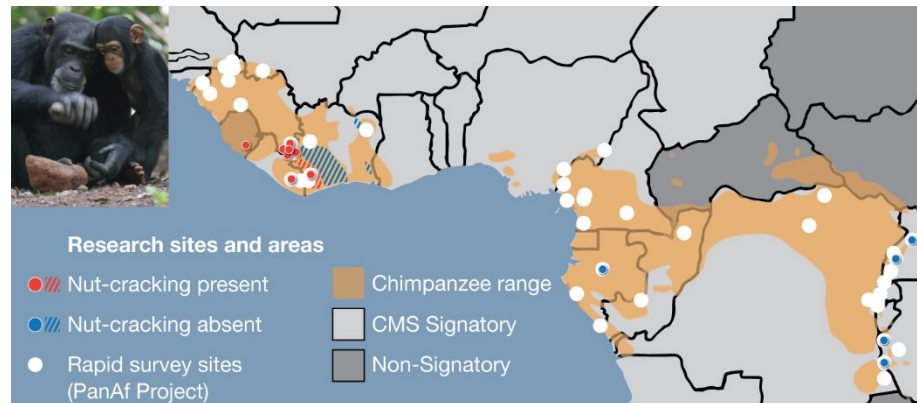 Research sites and areas
Nut-cracking present
Nut-cracking absent
Rapid survey sites
(PanAf Project)
Chimpanzee range
CMS Signatory
Non-Signatory